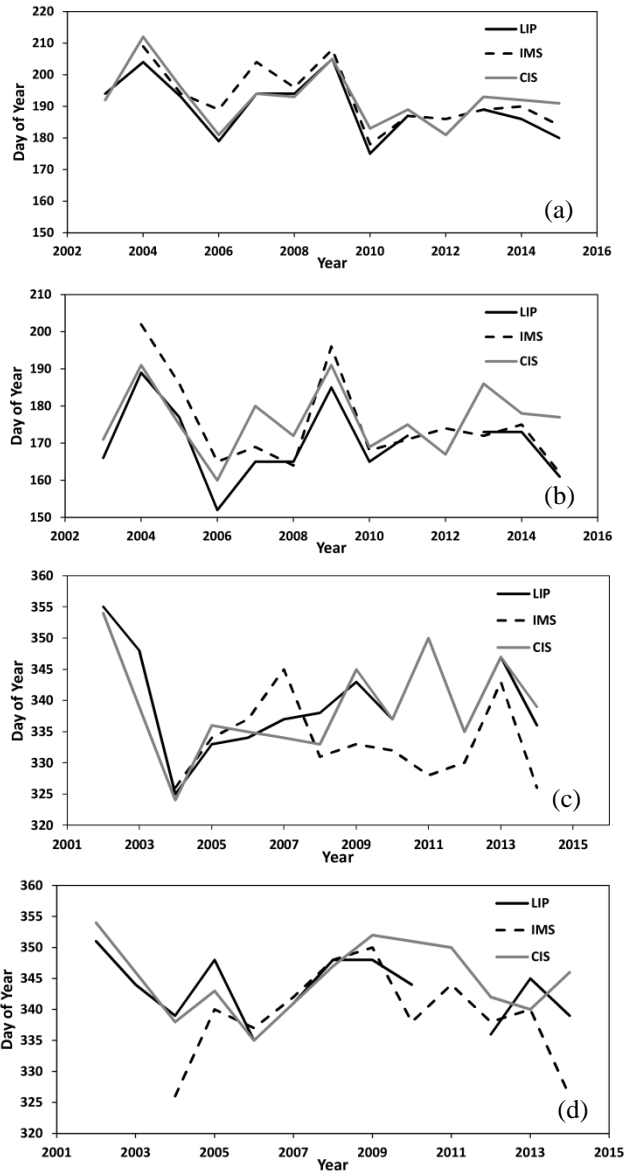 220
210
200
190
180
170
160
150
Day of Year
LIP
IMS
CIS
(a)
2002 2004 2006 2008 2010 2012 2014 2016
Year
210
200
190
180
170
160
150
Day of Year
LIP
IMS
CIS
(b)
2002 2004 2006 2008 2010 2012 2014 2016
Year
360
355
350
345
340
335
330
325
320
Day of Year
LIP
IMS
CIS
(c)
2001 2003 2005 2007 2009 2011 2013 2015
Year
360
355
350
345
340
335
330
325
320
Day of Year
LIP
IMS
CIS
(d)
2001 2003 2005 2007 2009 2011 2013 2015
Year